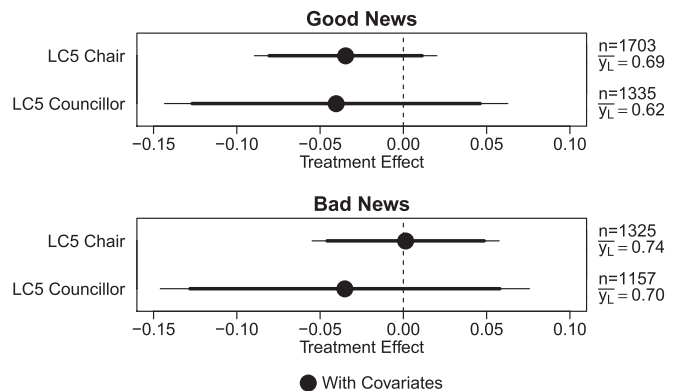 Good News
LC5 Chair
n=1703
y̅L = 0.69
LC5 Councillor
n=1335
y̅L = 0.62
−0.15 −0.10 −0.05 0.00 0.05 0.10
Treatment Effect
Bad News
LC5 Chair
n=1325
y̅L = 0.74
LC5 Councillor
n=1157
y̅L = 0.70
−0.15 −0.10 −0.05 0.00 0.05 0.10
Treatment Effect
With Covariates